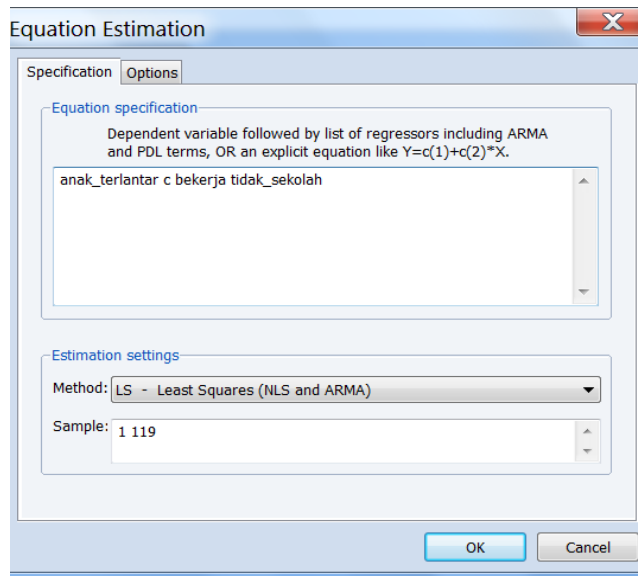 Equation Estimation
Specification
Options
Equation specification
Dependent variable followed by list of regressors including ARMA
and PDL terms, OR an explicit equation like Y=c(1)+c(2)*X.
anak_terlantar c bekerja tidak_sekolah
Estimation settings
Method: LS - Least Squares (NLS and ARMA)
Sample: 1 119
OK
Cancel